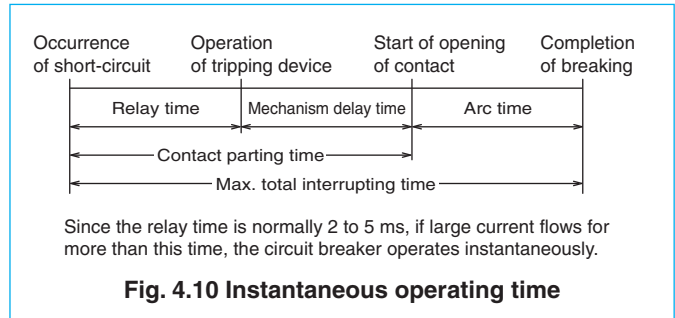 Occurrence of short-circuit
Operation of tripping device
Start of opening of contact
Completion of breaking
Relay time
Mechanism delay time
Arc time
Contact parting time
Max. total interrupting time
Since the relay time is normally 2 to 5 ms, if large current flows for
more than this time, the circuit breaker operates instantaneously.
Fig. 4.10 Instantaneous operating time